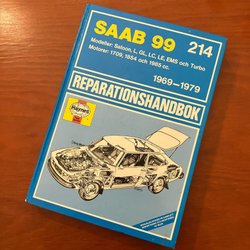 SAAB 99
214
Modeller: Saloon, L, GL, LC, LE, EMS och Turbo
Motorer: 1709, 1854 och 1985 cc.
1969–1979
REPARATIONSHANDBOK
Haynes